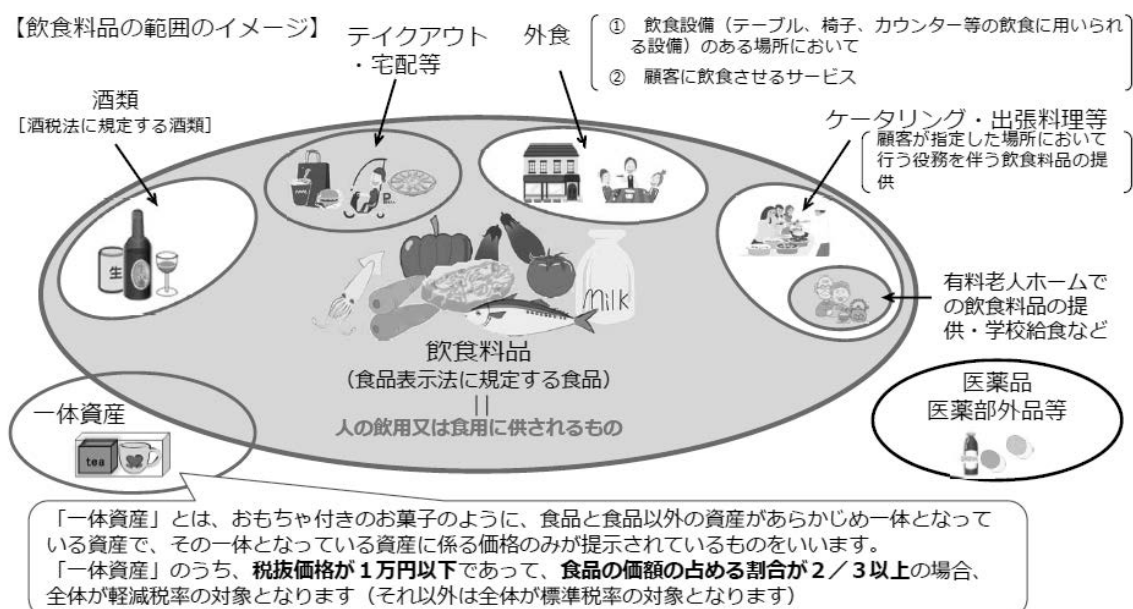 【飲食料品の範囲のイメージ】
テイクアウト
・宅配等
外食
① 飲食設備（テーブル、椅子、カウンター等の飲食に用いられ
る設備）のある場所において
② 顧客に飲食させるサービス
酒類
［酒税法に規定する酒類］
ケータリング・出張料理等
顧客が指定した場所において
行う役務を伴う飲食料品の提
供
生
P
Milk
有料老人ホームで
の飲食料品の提
供・学校給食など
飲食料品
（食品表示法に規定する食品）
||
人の飲用又は食用に供されるもの
医薬品
医薬部外品等
一体資産
tea
「一体資産」とは、おもちゃ付きのお菓子のように、食品と食品以外の資産があらかじめ一体となって
いる資産で、その一体となっている資産に係る価格のみが提示されているものをいいます。
「一体資産」のうち、税抜価格が１万円以下であって、食品の価額の占める割合が２／３以上の場合、
全体が軽減税率の対象となります（それ以外は全体が標準税率の対象となります）